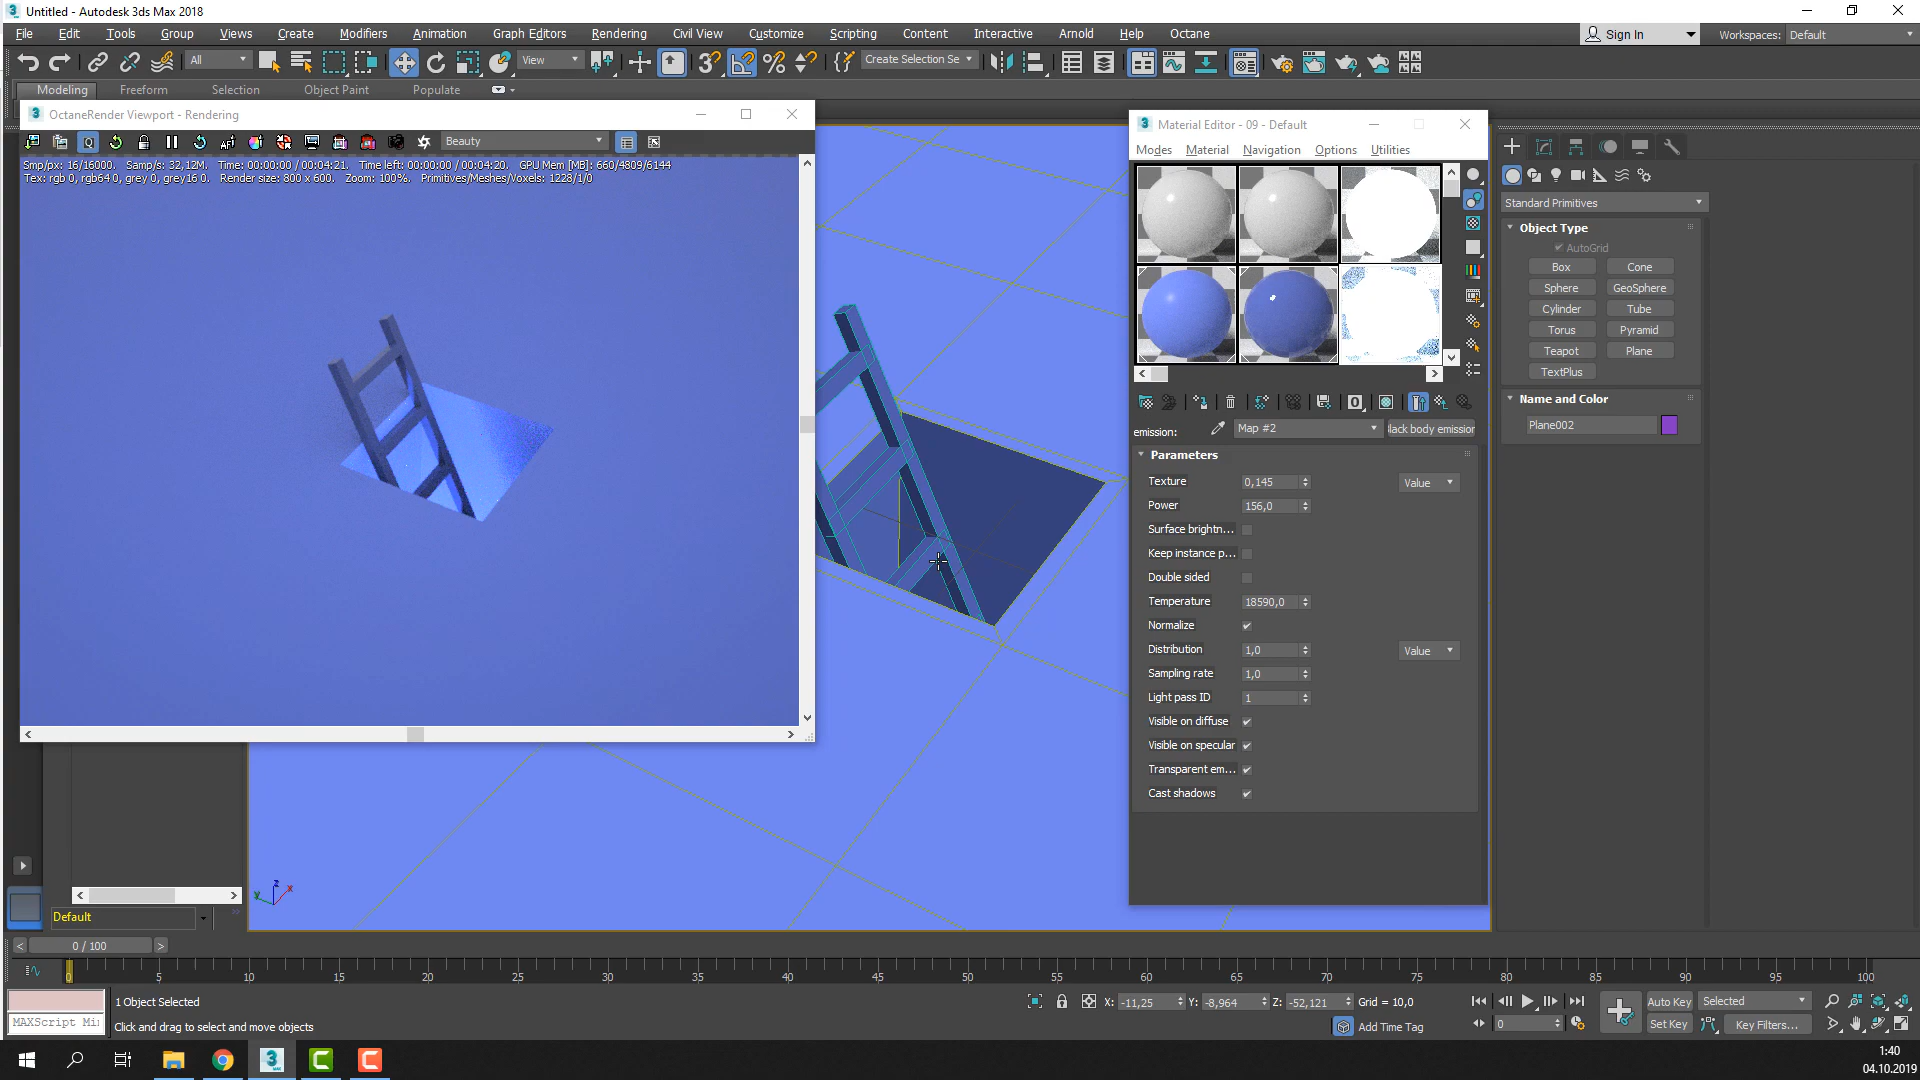 Untitled - Autodesk 3ds Max 2018
File Edit Tools Group Views Create Modifiers Animation Graph Editors Rendering Civil View Customize Scripting Content Interactive Arnold Help Octane
Sign In
Workspaces: Default
All
View
Create Selection Se
Modeling Freeform Selection Object Paint Populate
OctaneRender Viewport - Rendering
Beauty
Smp/px: 16/16000. Samp/s: 32,12M. Time: 00:00:00 / 00:04:21. Time left: 00:00:00 / 00:04:20. GPU Mem [MB]: 660/4809/6144
Tex: rgb 0, rgb64 0, grey 0, grey16 0. Render size: 800 x 600. Zoom: 100%. Primitives/Meshes/Voxels: 1228/1/0
Material Editor - 09 - Default
Modes Material Navigation Options Utilities
emission: Map #2 lack body emission
Parameters
Texture 0,145 Value
Power 156,0
Surface brightn...
Keep instance p...
Double sided
Temperature 18590,0
Normalize
Distribution 1,0 Value
Sampling rate 1,0
Light pass ID 1
Visible on diffuse
Visible on specular
Transparent em...
Cast shadows
Standard Primitives
Object Type
AutoGrid
Box Cone
Sphere GeoSphere
Cylinder Tube
Torus Pyramid
Teapot Plane
TextPlus
Name and Color
Plane002
z
x
y
Default
0 / 100
0 5 10 15 20 25 30 35 40 45 50 55 60 65 70 75 80 85 90 95 100
1 Object Selected
MAXScript Mi
Click and drag to select and move objects
X: -11,25 Y: -8,964 Z: -52,121 Grid = 10,0
Add Time Tag
0
Auto Key Selected
Set Key Key Filters...
1:40
04.10.2019